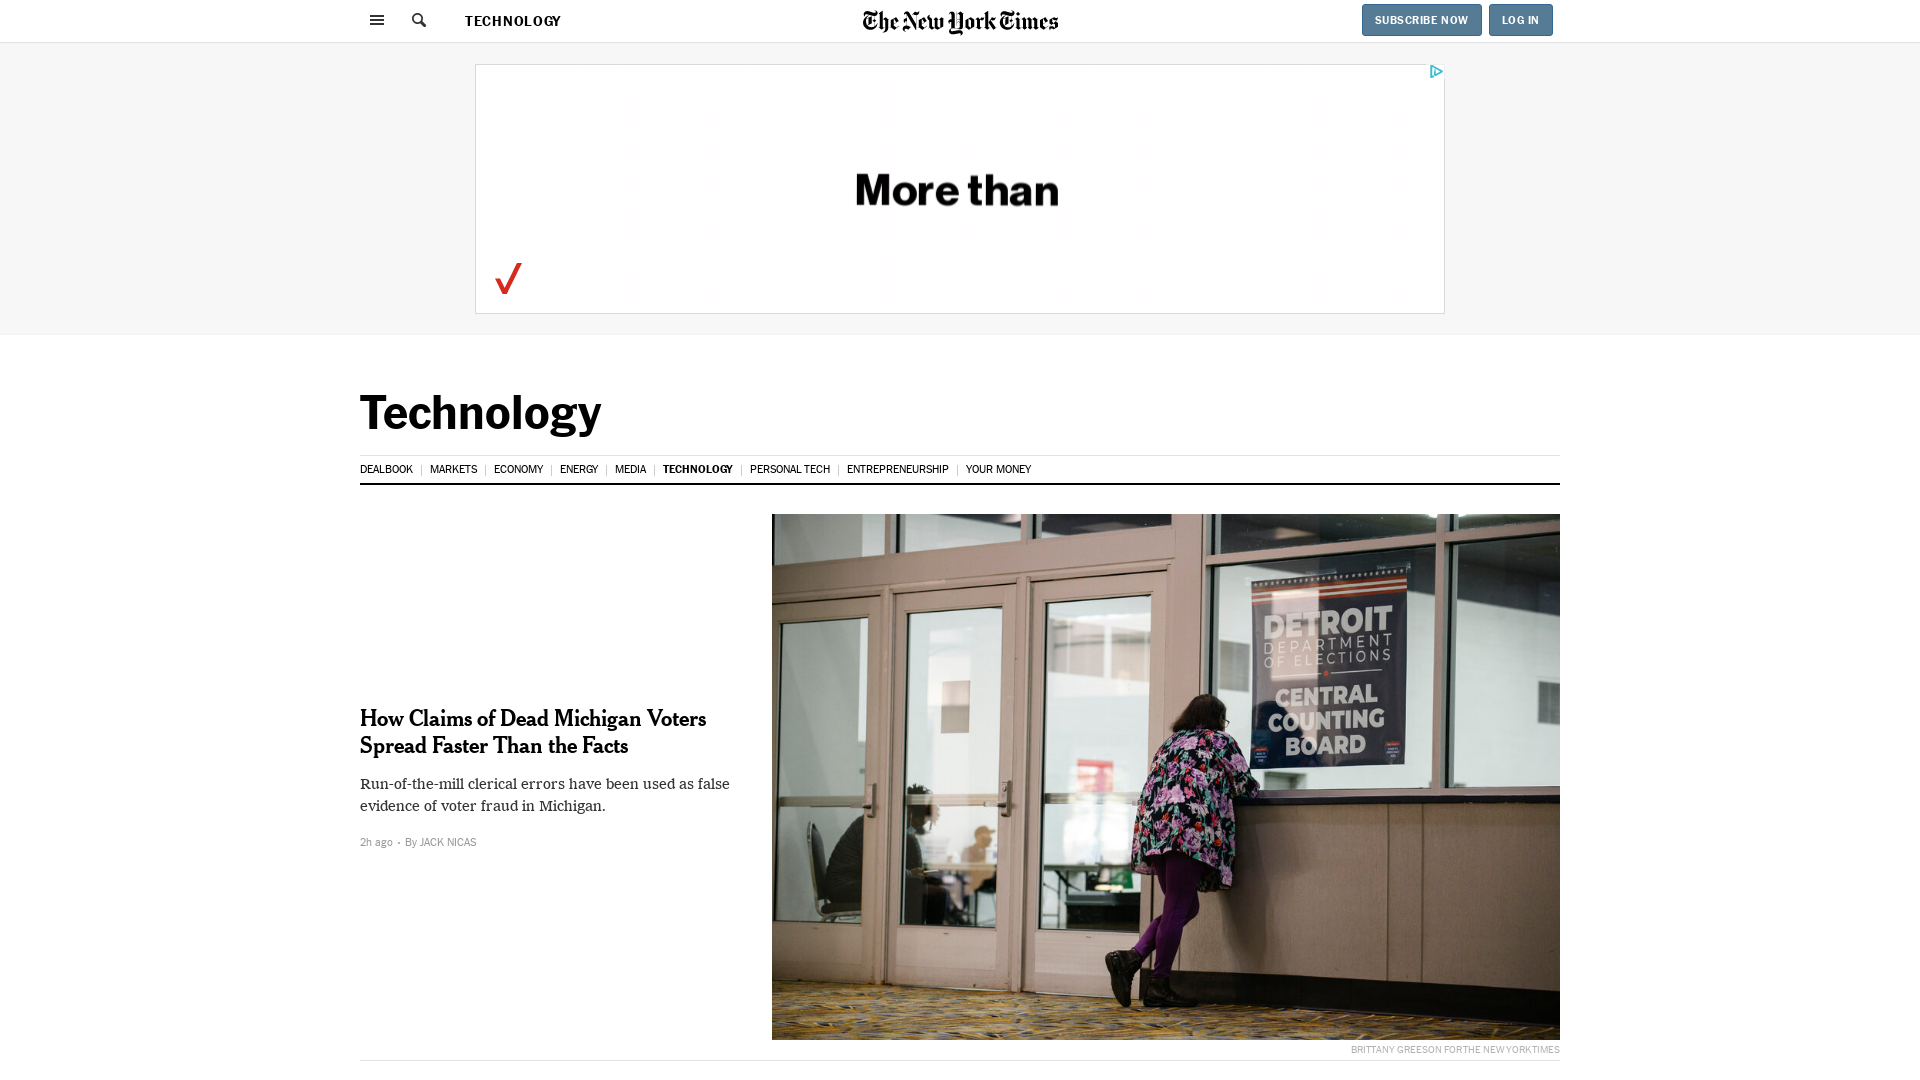 TECHNOLOGY
The New York Times
SUBSCRIBE NOW
LOG IN
More than
Technology
DEALBOOK
MARKETS
ECONOMY
ENERGY
MEDIA
TECHNOLOGY
PERSONAL TECH
ENTREPRENEURSHIP
YOUR MONEY
How Claims of Dead Michigan Voters
Spread Faster Than the Facts
Run-of-the-mill clerical errors have been used as false
evidence of voter fraud in Michigan.
2h ago • By JACK NICAS
DETROIT
DEPARTMENT
OF ELECTIONS
CENTRAL
COUNTING
BOARD
BRITTANY GREESON FOR THE NEW YORK TIMES